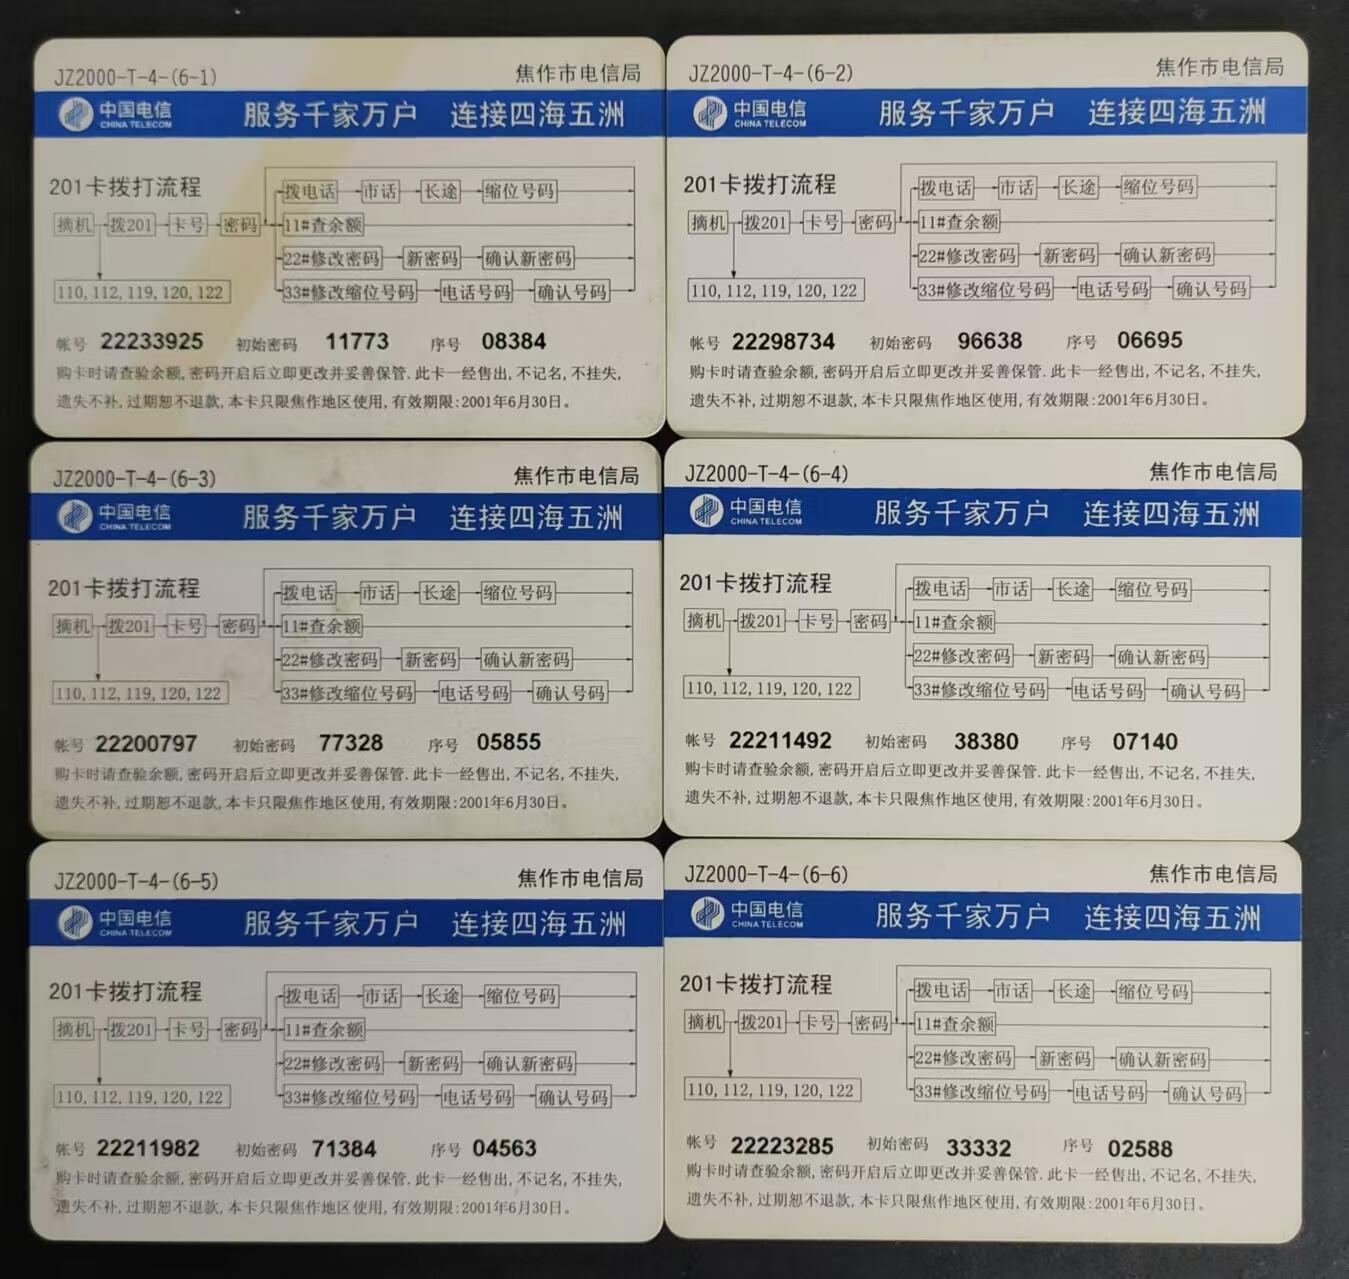 JZ2000-T-4-(6-1) 焦作市电信局
中国电信 CHINA TELECOM 服务千家万户 连接四海五洲
201卡拨打流程
拨电话 市话 长途 缩位号码
摘机 拨201 卡号 密码 11#查余额
22#修改密码 新密码 确认新密码
110, 112, 119, 120, 122 33#修改缩位号码 电话号码 确认号码
帐号 22233925 初始密码 11773 序号 08384
购卡时请查验余额, 密码开启后立即更改并妥善保管. 此卡一经售出, 不记名, 不挂失,
遗失不补, 过期恕不退款, 本卡只限焦作地区使用, 有效期限:2001年6月30日。
JZ2000-T-4-(6-2) 焦作市电信局
中国电信 CHINA TELECOM 服务千家万户 连接四海五洲
201卡拨打流程
拨电话 市话 长途 缩位号码
摘机 拨201 卡号 密码 11#查余额
22#修改密码 新密码 确认新密码
110, 112, 119, 120, 122 33#修改缩位号码 电话号码 确认号码
帐号 22298734 初始密码 96638 序号 06695
购卡时请查验余额, 密码开启后立即更改并妥善保管. 此卡一经售出, 不记名, 不挂失,
遗失不补, 过期恕不退款, 本卡只限焦作地区使用, 有效期限:2001年6月30日。
JZ2000-T-4-(6-3) 焦作市电信局
中国电信 CHINA TELECOM 服务千家万户 连接四海五洲
201卡拨打流程
拨电话 市话 长途 缩位号码
摘机 拨201 卡号 密码 11#查余额
22#修改密码 新密码 确认新密码
110, 112, 119, 120, 122 33#修改缩位号码 电话号码 确认号码
帐号 22200797 初始密码 77328 序号 05855
购卡时请查验余额, 密码开启后立即更改并妥善保管. 此卡一经售出, 不记名, 不挂失,
遗失不补, 过期恕不退款, 本卡只限焦作地区使用, 有效期限:2001年6月30日。
JZ2000-T-4-(6-4) 焦作市电信局
中国电信 CHINA TELECOM 服务千家万户 连接四海五洲
201卡拨打流程
拨电话 市话 长途 缩位号码
摘机 拨201 卡号 密码 11#查余额
22#修改密码 新密码 确认新密码
110, 112, 119, 120, 122 33#修改缩位号码 电话号码 确认号码
帐号 22211492 初始密码 38380 序号 07140
购卡时请查验余额, 密码开启后立即更改并妥善保管. 此卡一经售出, 不记名, 不挂失,
遗失不补, 过期恕不退款, 本卡只限焦作地区使用, 有效期限:2001年6月30日。
JZ2000-T-4-(6-5) 焦作市电信局
中国电信 CHINA TELECOM 服务千家万户 连接四海五洲
201卡拨打流程
拨电话 市话 长途 缩位号码
摘机 拨201 卡号 密码 11#查余额
22#修改密码 新密码 确认新密码
110, 112, 119, 120, 122 33#修改缩位号码 电话号码 确认号码
帐号 22211982 初始密码 71384 序号 04563
购卡时请查验余额, 密码开启后立即更改并妥善保管. 此卡一经售出, 不记名, 不挂失,
遗失不补, 过期恕不退款, 本卡只限焦作地区使用, 有效期限:2001年6月30日。
JZ2000-T-4-(6-6) 焦作市电信局
中国电信 CHINA TELECOM 服务千家万户 连接四海五洲
201卡拨打流程
拨电话 市话 长途 缩位号码
摘机 拨201 卡号 密码 11#查余额
22#修改密码 新密码 确认新密码
110, 112, 119, 120, 122 33#修改缩位号码 电话号码 确认号码
帐号 22223285 初始密码 33332 序号 02588
购卡时请查验余额, 密码开启后立即更改并妥善保管. 此卡一经售出, 不记名, 不挂失,
遗失不补, 过期恕不退款, 本卡只限焦作地区使用, 有效期限:2001年6月30日。